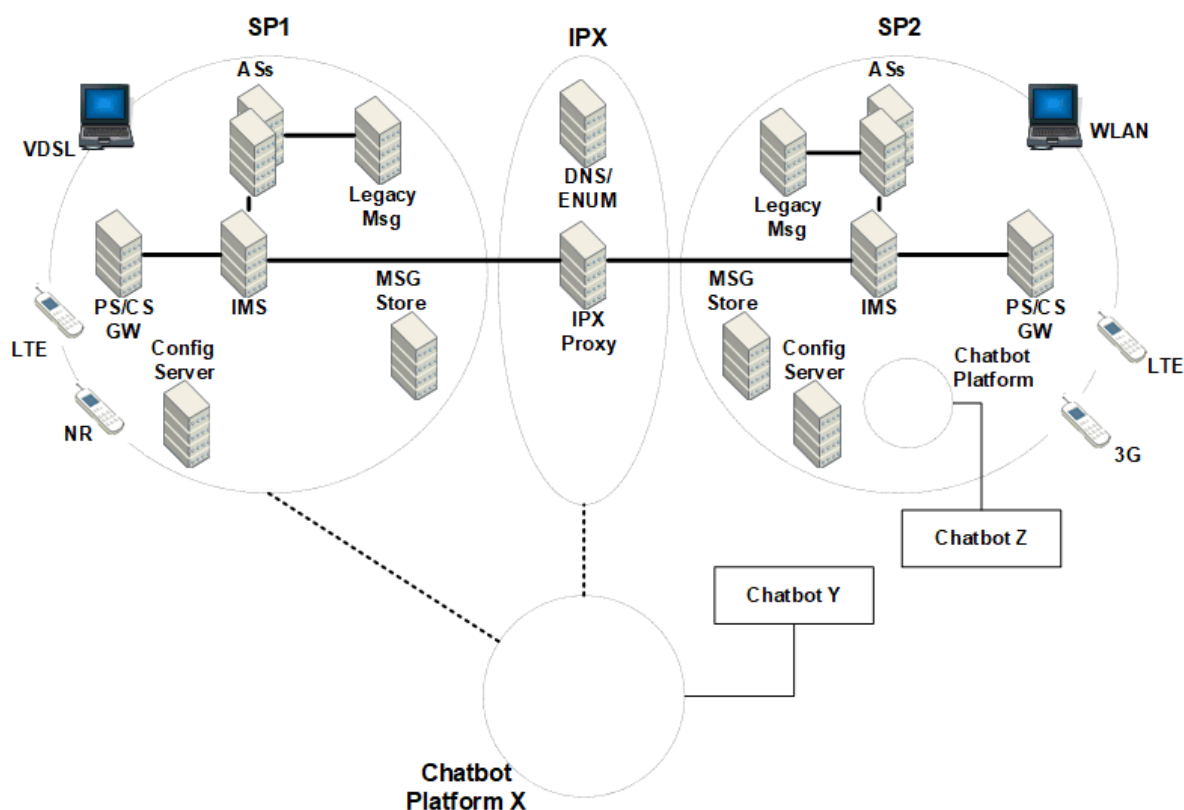 SP1
IPX
SP2
ASs
ASs
VDSL
WLAN
Legacy
Msg
DNS/
ENUM
Legacy
Msg
PS/CS
GW
IMS
MSG
Store
IPX
Proxy
MSG
Store
IMS
PS/CS
GW
LTE
Config
Server
Config
Server
Chatbot
Platform
LTE
NR
3G
Chatbot Z
Chatbot Y
Chatbot
Platform X